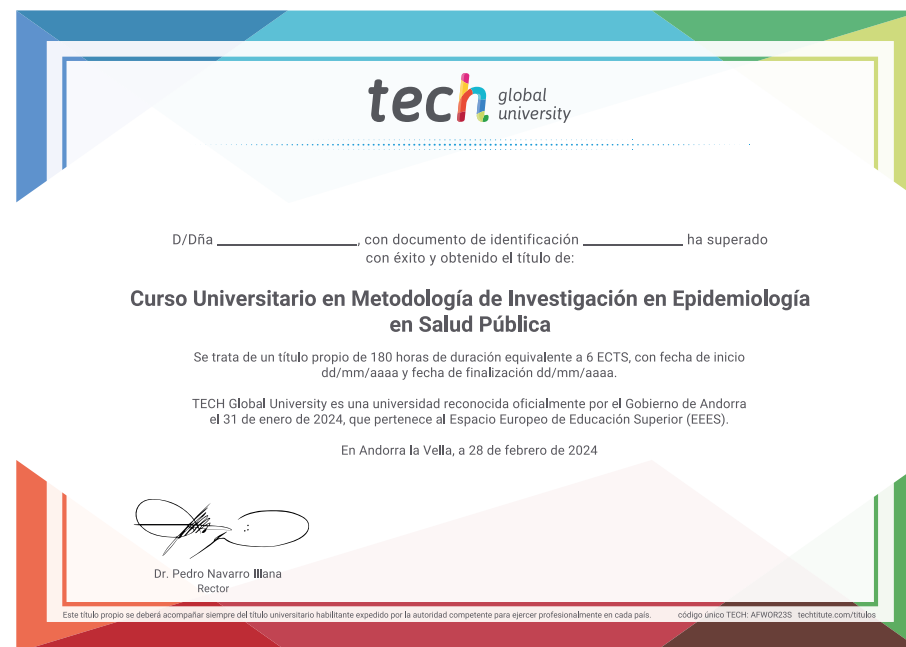 tech global university
D/Dña ____________________, con documento de identificación ______________ ha superado
con éxito y obtenido el título de:
Curso Universitario en Metodología de Investigación en Epidemiología
en Salud Pública
Se trata de un título propio de 180 horas de duración equivalente a 6 ECTS, con fecha de inicio
dd/mm/aaaa y fecha de finalización dd/mm/aaaa.
TECH Global University es una universidad reconocida oficialmente por el Gobierno de Andorra
el 31 de enero de 2024, que pertenece al Espacio Europeo de Educación Superior (EEES).
En Andorra la Vella, a 28 de febrero de 2024
Dr. Pedro Navarro Illana
Rector
Este título propio se deberá acompañar siempre del título universitario habilitante expedido por la autoridad competente para ejercer profesionalmente en cada país. código único TECH: AFWOR23S techtitute.com/titulos